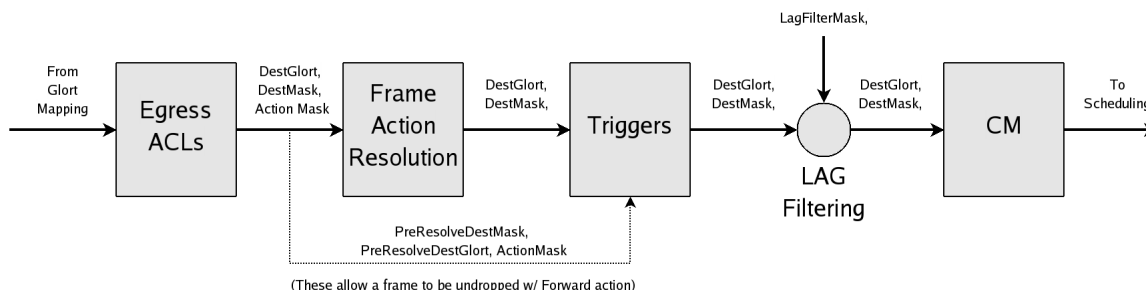 LagFilterMask,
From
Glort
Mapping
Egress
ACLs
DestGlort,
DestMask,
Action Mask
Frame
Action
Resolution
DestGlort,
DestMask,
Triggers
DestGlort,
DestMask,
LAG
Filtering
DestGlort,
DestMask,
CM
To
Scheduling
PreResolveDestMask,
PreResolveDestGlort, ActionMask
(These allow a frame to be undropped w/ Forward action)